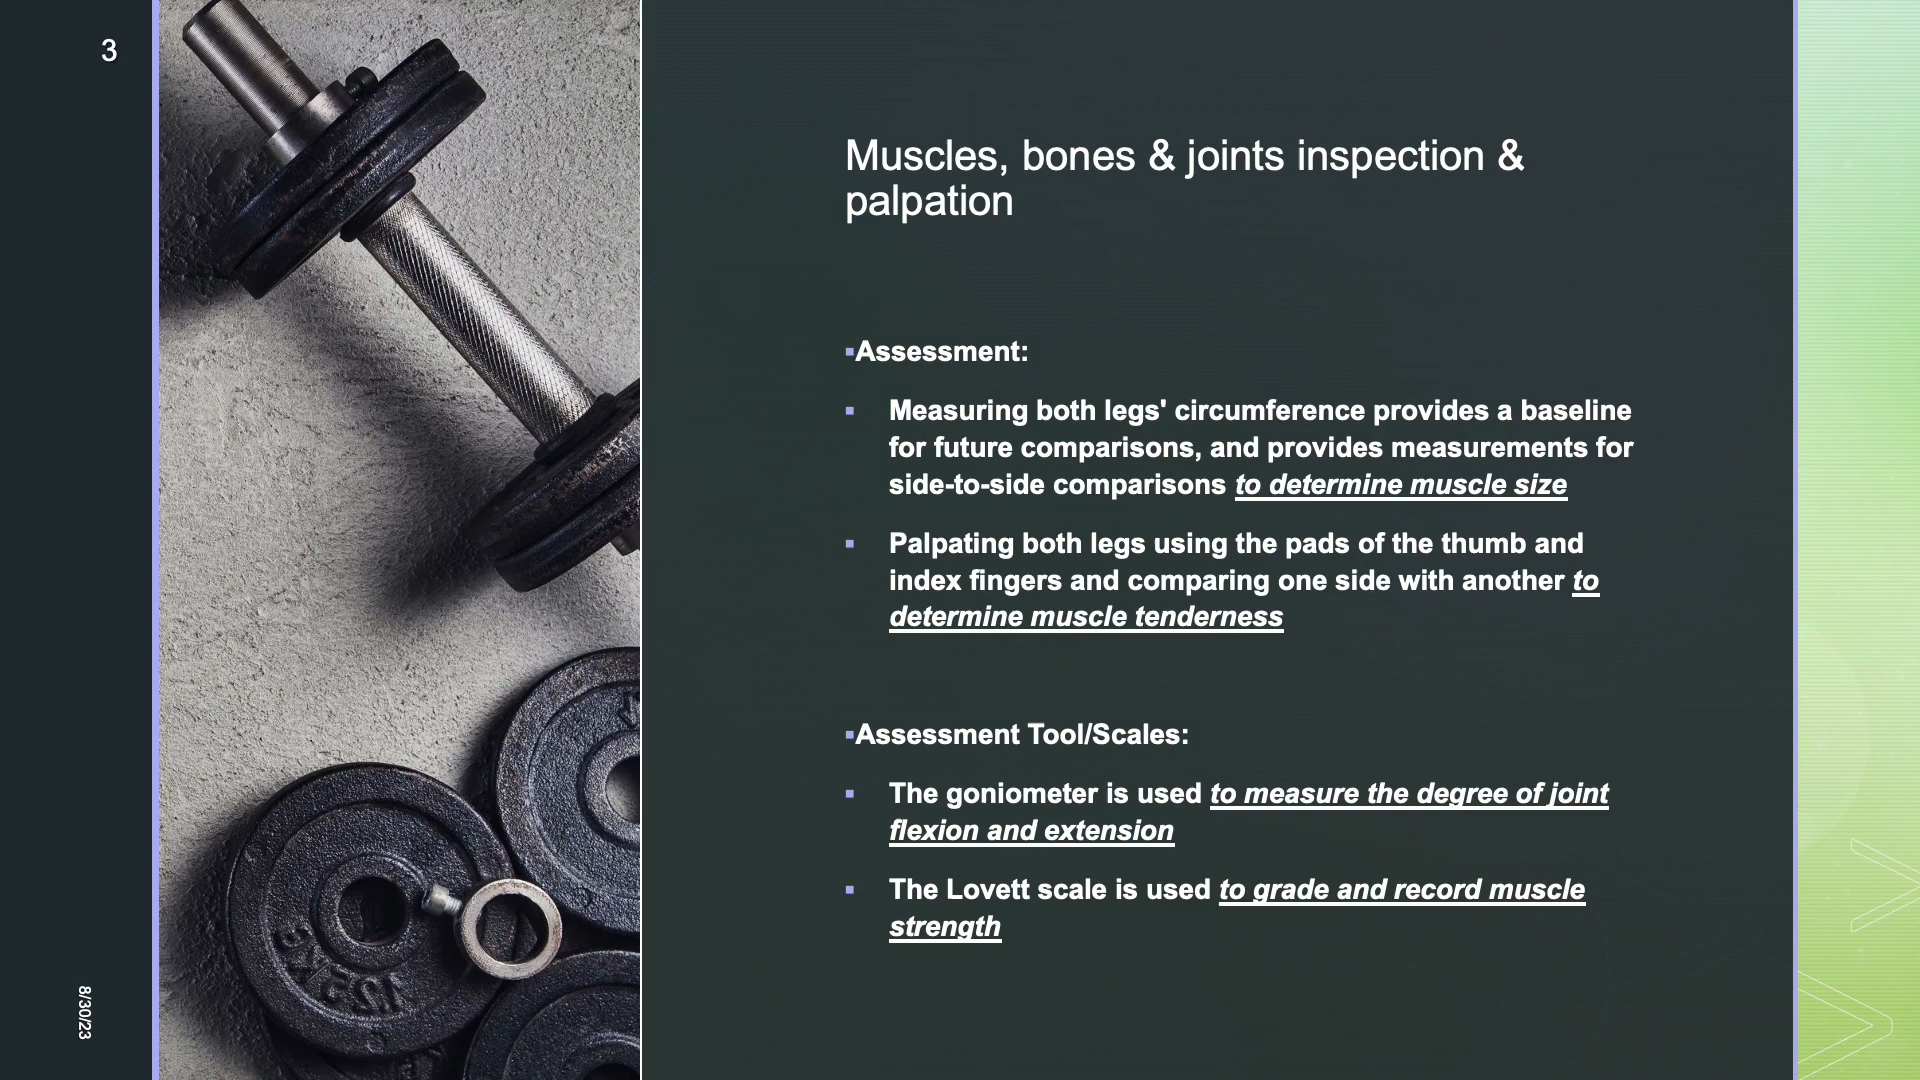 3
Muscles, bones & joints inspection &
palpation
▪Assessment:
▪ Measuring both legs' circumference provides a baseline
for future comparisons, and provides measurements for
side-to-side comparisons to determine muscle size
▪ Palpating both legs using the pads of the thumb and
index fingers and comparing one side with another to
determine muscle tenderness
▪Assessment Tool/Scales:
▪ The goniometer is used to measure the degree of joint
flexion and extension
▪ The Lovett scale is used to grade and record muscle
strength
8/30/23